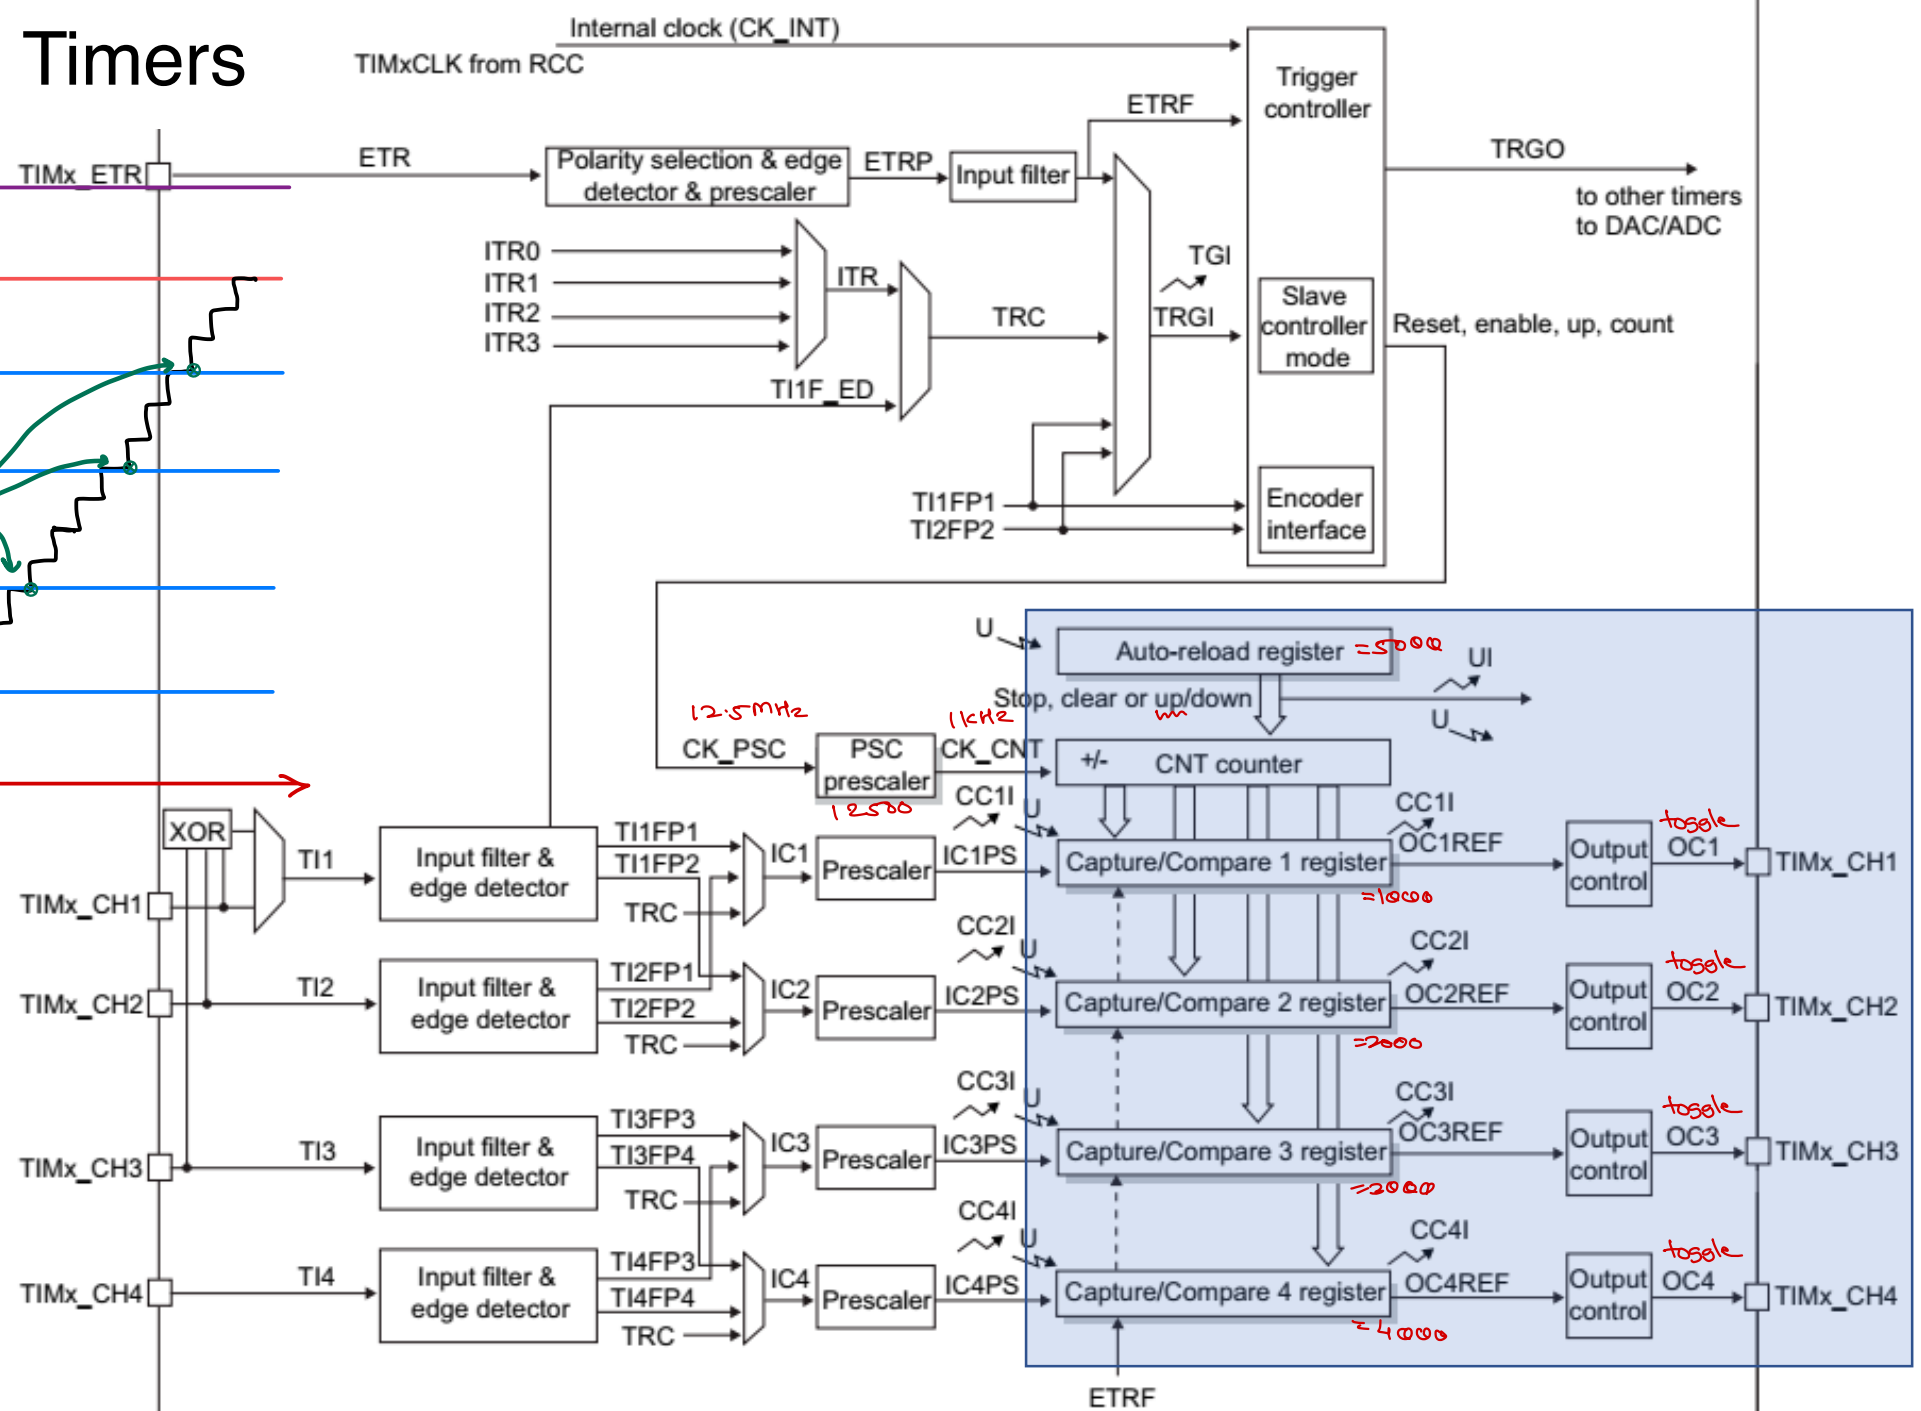 Timers
Internal clock (CK_INT)
TIMxCLK from RCC
Trigger
controller
ETRF
TRGO
to other timers
to DAC/ADC
TIMx_ETR
ETR
Polarity selection & edge
detector & prescaler
ETRP
Input filter
ITR0
ITR1
ITR2
ITR3
ITR
TRC
TI1F_ED
TGI
TRGI
Slave
controller
mode
Reset, enable, up, count
TI1FP1
TI2FP2
Encoder
interface
U
Auto-reload register =5000
UI
Stop, clear or up/down
U
12.5MHz
1KHz
CK_PSC
PSC
prescaler
CK_CNT
+/- CNT counter
12500
XOR
TI1
TIMx_CH1
Input filter &
edge detector
TI1FP1
TI1FP2
TRC
IC1
Prescaler
CC1I
U
IC1PS
Capture/Compare 1 register
=1000
CC1I
OC1REF
Output
control
toggle
OC1
TIMx_CH1
TIMx_CH2
TI2
Input filter &
edge detector
TI2FP1
TI2FP2
TRC
IC2
Prescaler
CC2I
U
IC2PS
Capture/Compare 2 register
=2000
CC2I
OC2REF
Output
control
toggle
OC2
TIMx_CH2
TIMx_CH3
TI3
Input filter &
edge detector
TI3FP3
TI3FP4
TRC
IC3
Prescaler
CC3I
U
IC3PS
Capture/Compare 3 register
=2000
CC3I
OC3REF
Output
control
toggle
OC3
TIMx_CH3
TIMx_CH4
TI4
Input filter &
edge detector
TI4FP3
TI4FP4
TRC
IC4
Prescaler
CC4I
U
IC4PS
Capture/Compare 4 register
=4000
CC4I
OC4REF
Output
control
toggle
OC4
TIMx_CH4
ETRF